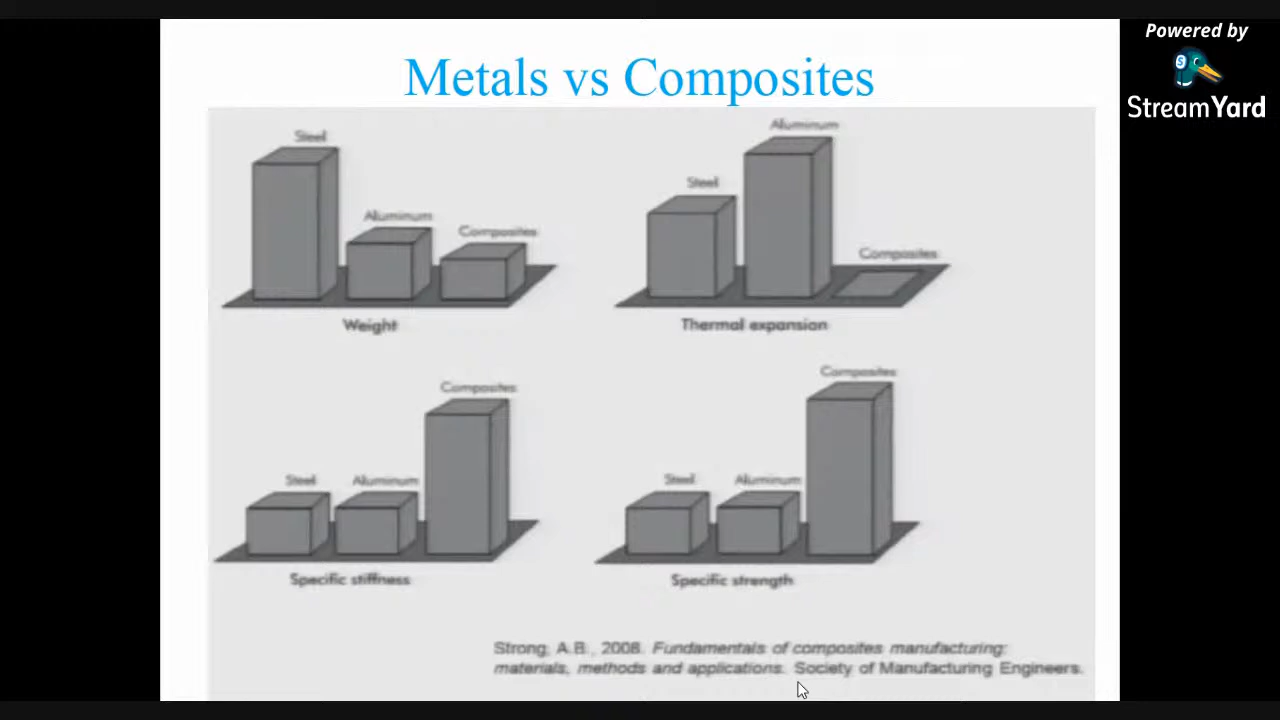 Powered by
StreamYard
Metals vs Composites
Steel
Aluminum
Composites
Weight
Steel
Aluminum
Composites
Thermal expansion
Steel
Aluminum
Composites
Specific stiffness
Steel
Aluminum
Composites
Specific strength
Strong, A.B., 2008. Fundamentals of composites manufacturing:
materials, methods and applications. Society of Manufacturing Engineers.